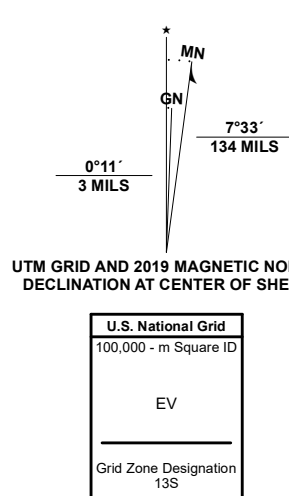 ★
MN
GN
7°33´
134 MILS
0°11´
3 MILS
UTM GRID AND 2019 MAGNETIC NO
DECLINATION AT CENTER OF SHE
U.S. National Grid
100,000 - m Square ID
EV
Grid Zone Designation
13S